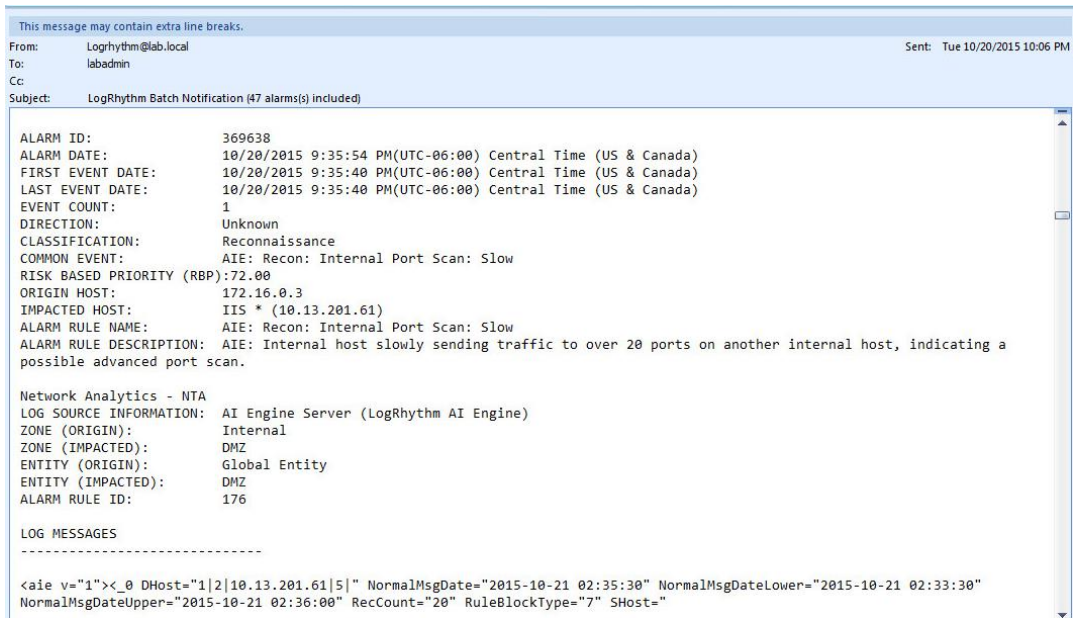 This message may contain extra line breaks.
From: Logrhythm@lab.local Sent: Tue 10/20/2015 10:06 PM
To: labadmin
Cc:
Subject: LogRhythm Batch Notification (47 alarms(s) included)
ALARM ID: 369638
ALARM DATE: 10/20/2015 9:35:54 PM(UTC-06:00) Central Time (US & Canada)
FIRST EVENT DATE: 10/20/2015 9:35:40 PM(UTC-06:00) Central Time (US & Canada)
LAST EVENT DATE: 10/20/2015 9:35:40 PM(UTC-06:00) Central Time (US & Canada)
EVENT COUNT: 1
DIRECTION: Unknown
CLASSIFICATION: Reconnaissance
COMMON EVENT: AIE: Recon: Internal Port Scan: Slow
RISK BASED PRIORITY (RBP):72.00
ORIGIN HOST: 172.16.0.3
IMPACTED HOST: IIS * (10.13.201.61)
ALARM RULE NAME: AIE: Recon: Internal Port Scan: Slow
ALARM RULE DESCRIPTION: AIE: Internal host slowly sending traffic to over 20 ports on another internal host, indicating a
possible advanced port scan.
Network Analytics - NTA
LOG SOURCE INFORMATION: AI Engine Server (LogRhythm AI Engine)
ZONE (ORIGIN): Internal
ZONE (IMPACTED): DMZ
ENTITY (ORIGIN): Global Entity
ENTITY (IMPACTED): DMZ
ALARM RULE ID: 176
LOG MESSAGES
------------------------------
<aie v="1"><_0 DHost="1|2|10.13.201.61|5|" NormalMsgDate="2015-10-21 02:35:30" NormalMsgDateLower="2015-10-21 02:33:30"
NormalMsgDateUpper="2015-10-21 02:36:00" RecCount="20" RuleBlockType="7" SHost="